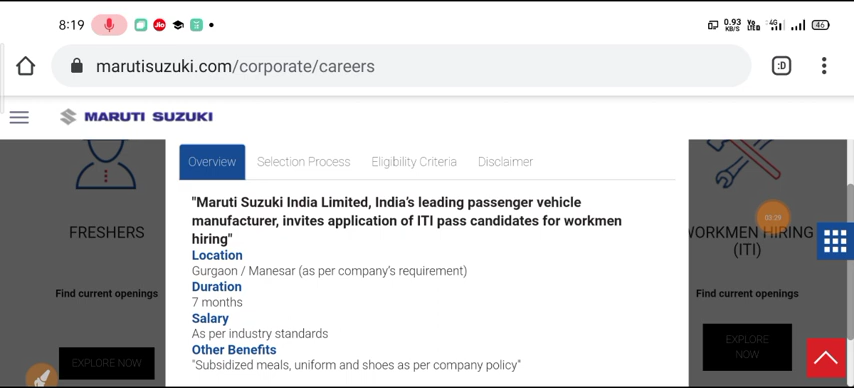 8:19
Jio
0.93 KB/S
4G
46
marutisuzuki.com/corporate/careers
:D
MARUTI SUZUKI
Overview Selection Process Eligibility Criteria Disclaimer
"Maruti Suzuki India Limited, India's leading passenger vehicle
manufacturer, invites application of ITI pass candidates for workmen
hiring"
Location
Gurgaon / Manesar (as per company's requirement)
Duration
7 months
Salary
As per industry standards
Other Benefits
"Subsidized meals, uniform and shoes as per company policy"
FRESHERS
Find current openings
EXPLORE NOW
03:29
WORKMEN HIRING
(ITI)
Find current openings
EXPLORE
NOW